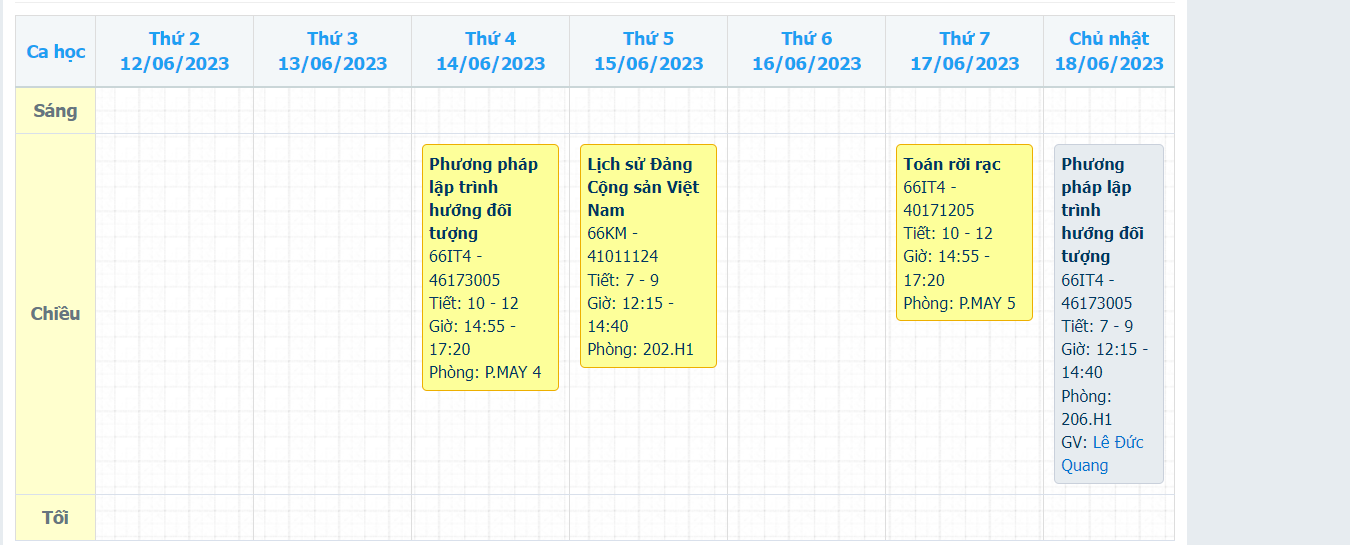 Ca học
Thứ 2
12/06/2023
Thứ 3
13/06/2023
Thứ 4
14/06/2023
Thứ 5
15/06/2023
Thứ 6
16/06/2023
Thứ 7
17/06/2023
Chủ nhật
18/06/2023
Sáng
Chiều
Phương pháp
lập trình
hướng đối
tượng
66IT4 -
46173005
Tiết: 10 - 12
Giờ: 14:55 -
17:20
Phòng: P.MAY 4
Lịch sử Đảng
Cộng sản Việt
Nam
66KM -
41011124
Tiết: 7 - 9
Giờ: 12:15 -
14:40
Phòng: 202.H1
Toán rời rạc
66IT4 -
40171205
Tiết: 10 - 12
Giờ: 14:55 -
17:20
Phòng: P.MAY 5
Phương
pháp lập
trình
hướng đối
tượng
66IT4 -
46173005
Tiết: 7 - 9
Giờ: 12:15 -
14:40
Phòng:
206.H1
GV: Lê Đức
Quang
Tối